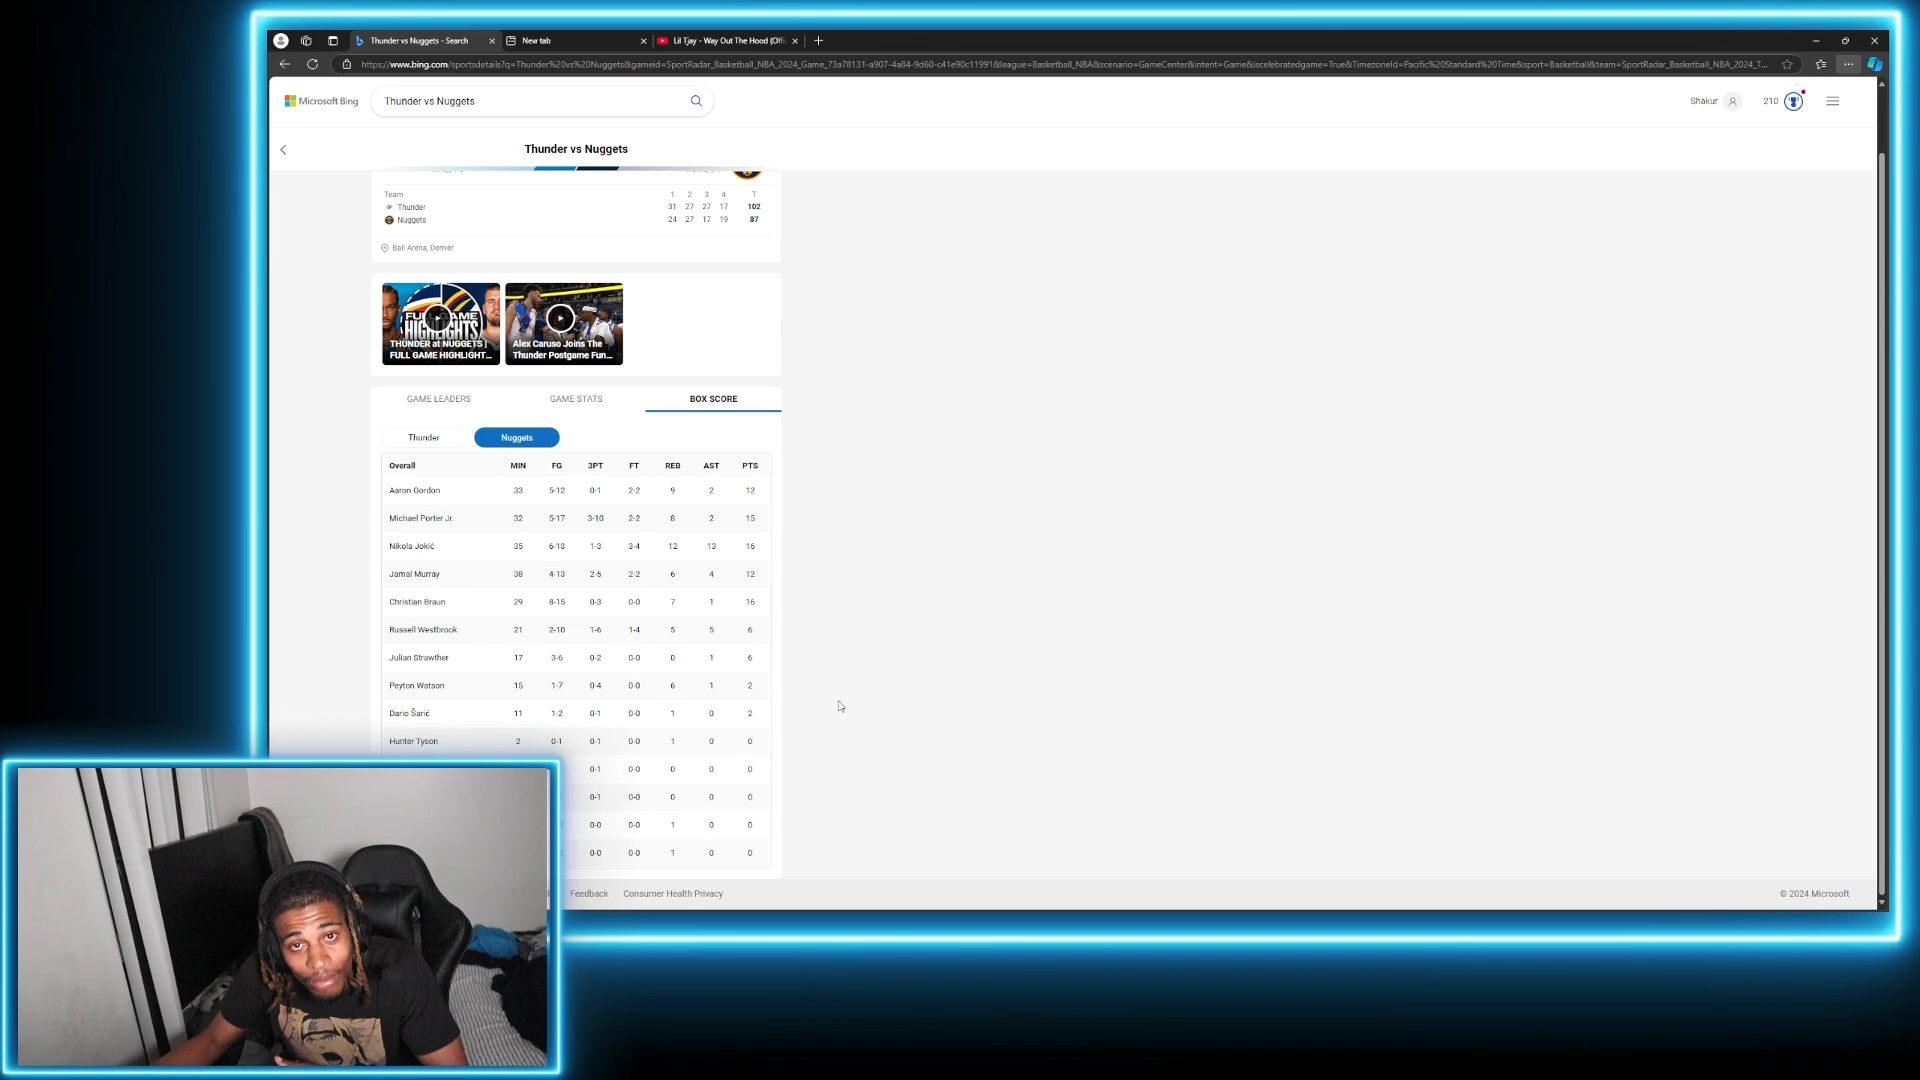 Thunder vs Nuggets - Search
New tab
Lil Tjay - Way Out The Hood (Offi
https://www.bing.com/sportsdetails?q=Thunder%20vs%20Nuggets&gameid=SportRadar_Basketball_NBA_2024_Game_73a78131-a907-4a84-9d60-c41e90c11991&league=Basketball_NBA&scenario=GameCenter&intent=Game&iscelebratedgame=True&TimezoneId=Pacific%20Standard%20Time&sport=Basketball&team=SportRadar_Basketball_NBA_2024_T...
Microsoft Bing
Thunder vs Nuggets
Shakur
210
Thunder vs Nuggets
Team 1 2 3 4 T
Thunder 31 27 27 17 102
Nuggets 24 27 17 19 87
Ball Arena, Denver
FULL GAME
HIGHLIGHTS
THUNDER at NUGGETS |
FULL GAME HIGHLIGHT...
Alex Caruso Joins The
Thunder Postgame Fun...
GAME LEADERS GAME STATS BOX SCORE
Thunder Nuggets
Overall MIN FG 3PT FT REB AST PTS
Aaron Gordon 33 5-12 0-1 2-2 9 2 12
Michael Porter Jr. 32 5-17 3-10 2-2 8 2 15
Nikola Jokić 35 6-13 1-3 3-4 12 13 16
Jamal Murray 38 4-13 2-5 2-2 6 4 12
Christian Braun 29 8-15 0-3 0-0 7 1 16
Russell Westbrook 21 2-10 1-6 1-4 5 5 6
Julian Strawther 17 3-6 0-2 0-0 0 1 6
Peyton Watson 15 1-7 0-4 0-0 6 1 2
Dario Šarić 11 1-2 0-1 0-0 1 0 2
Hunter Tyson 2 0-1 0-1 0-0 1 0 0
0-1 0-0 0 0 0
0-1 0-0 0 0 0
0-0 0-0 1 0 0
0-0 0-0 1 0 0
Feedback Consumer Health Privacy
© 2024 Microsoft